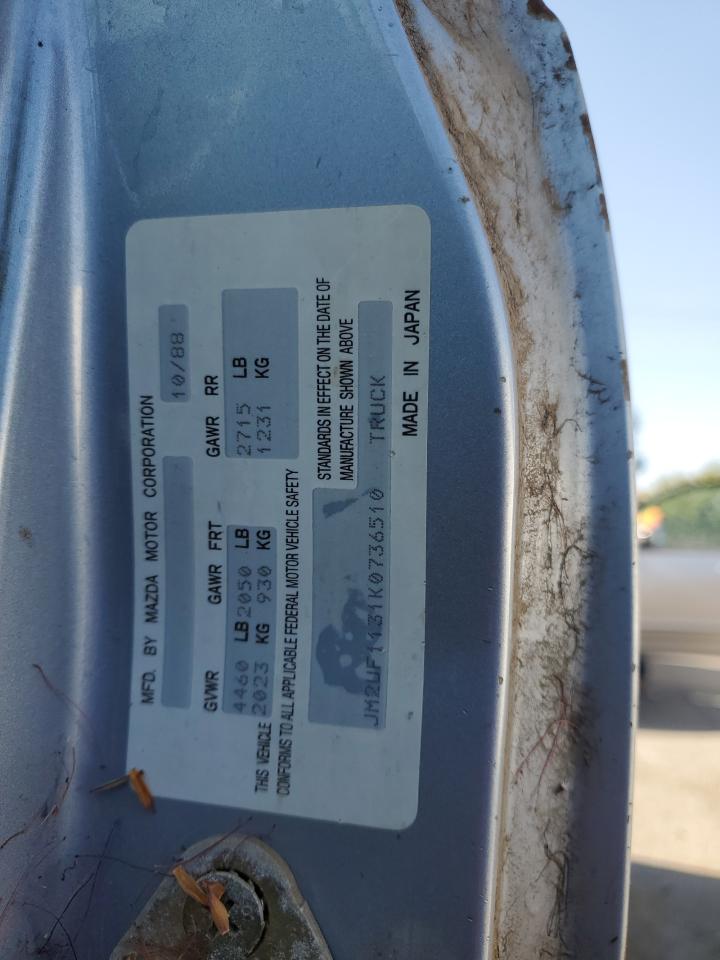 MFD. BY MAZDA MOTOR CORPORATION 10/88
GVWR GAWR FRT GAWR RR
4460 LB 2050 LB 2715 LB
2023 KG 930 KG 1231 KG
THIS VEHICLE CONFORMS TO ALL APPLICABLE FEDERAL MOTOR VEHICLE SAFETY
STANDARDS IN EFFECT ON THE DATE OF
MANUFACTURE SHOWN ABOVE
JM2UF1131K0736510 TRUCK
MADE IN JAPAN